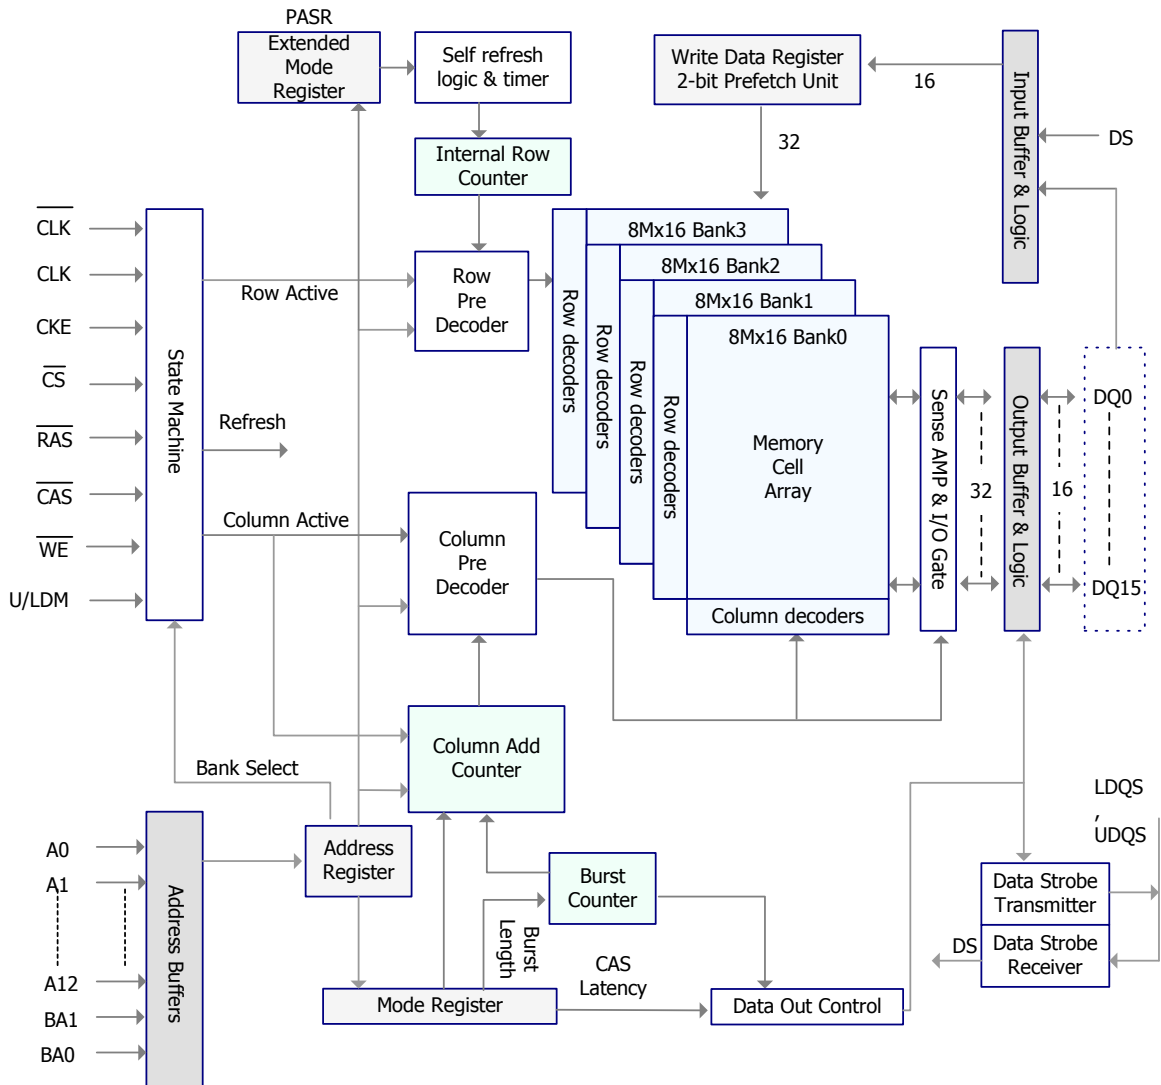 PASR
Extended
Mode
Register
Self refresh
logic & timer
Internal Row
Counter
Write Data Register
2-bit Prefetch Unit
16
32
Input Buffer & Logic
DS
CLK
CLK
CKE
CS
RAS
CAS
WE
U/LDM
State Machine
Row Active
Refresh
Column Active
Row
Pre
Decoder
Column
Pre
Decoder
8Mx16 Bank3
8Mx16 Bank2
8Mx16 Bank1
8Mx16 Bank0
Row decoders
Row decoders
Row decoders
Row decoders
Memory
Cell
Array
Column decoders
Sense AMP & I/O Gate
32
Output Buffer & Logic
16
DQ0
DQ15
Column Add
Counter
Bank Select
Address
Register
A0
A1
A12
BA1
BA0
Address Buffers
Burst
Counter
Burst
Length
CAS
Latency
Mode Register
Data Out Control
LDQS
,
UDQS
Data Strobe
Transmitter
Data Strobe
Receiver
DS